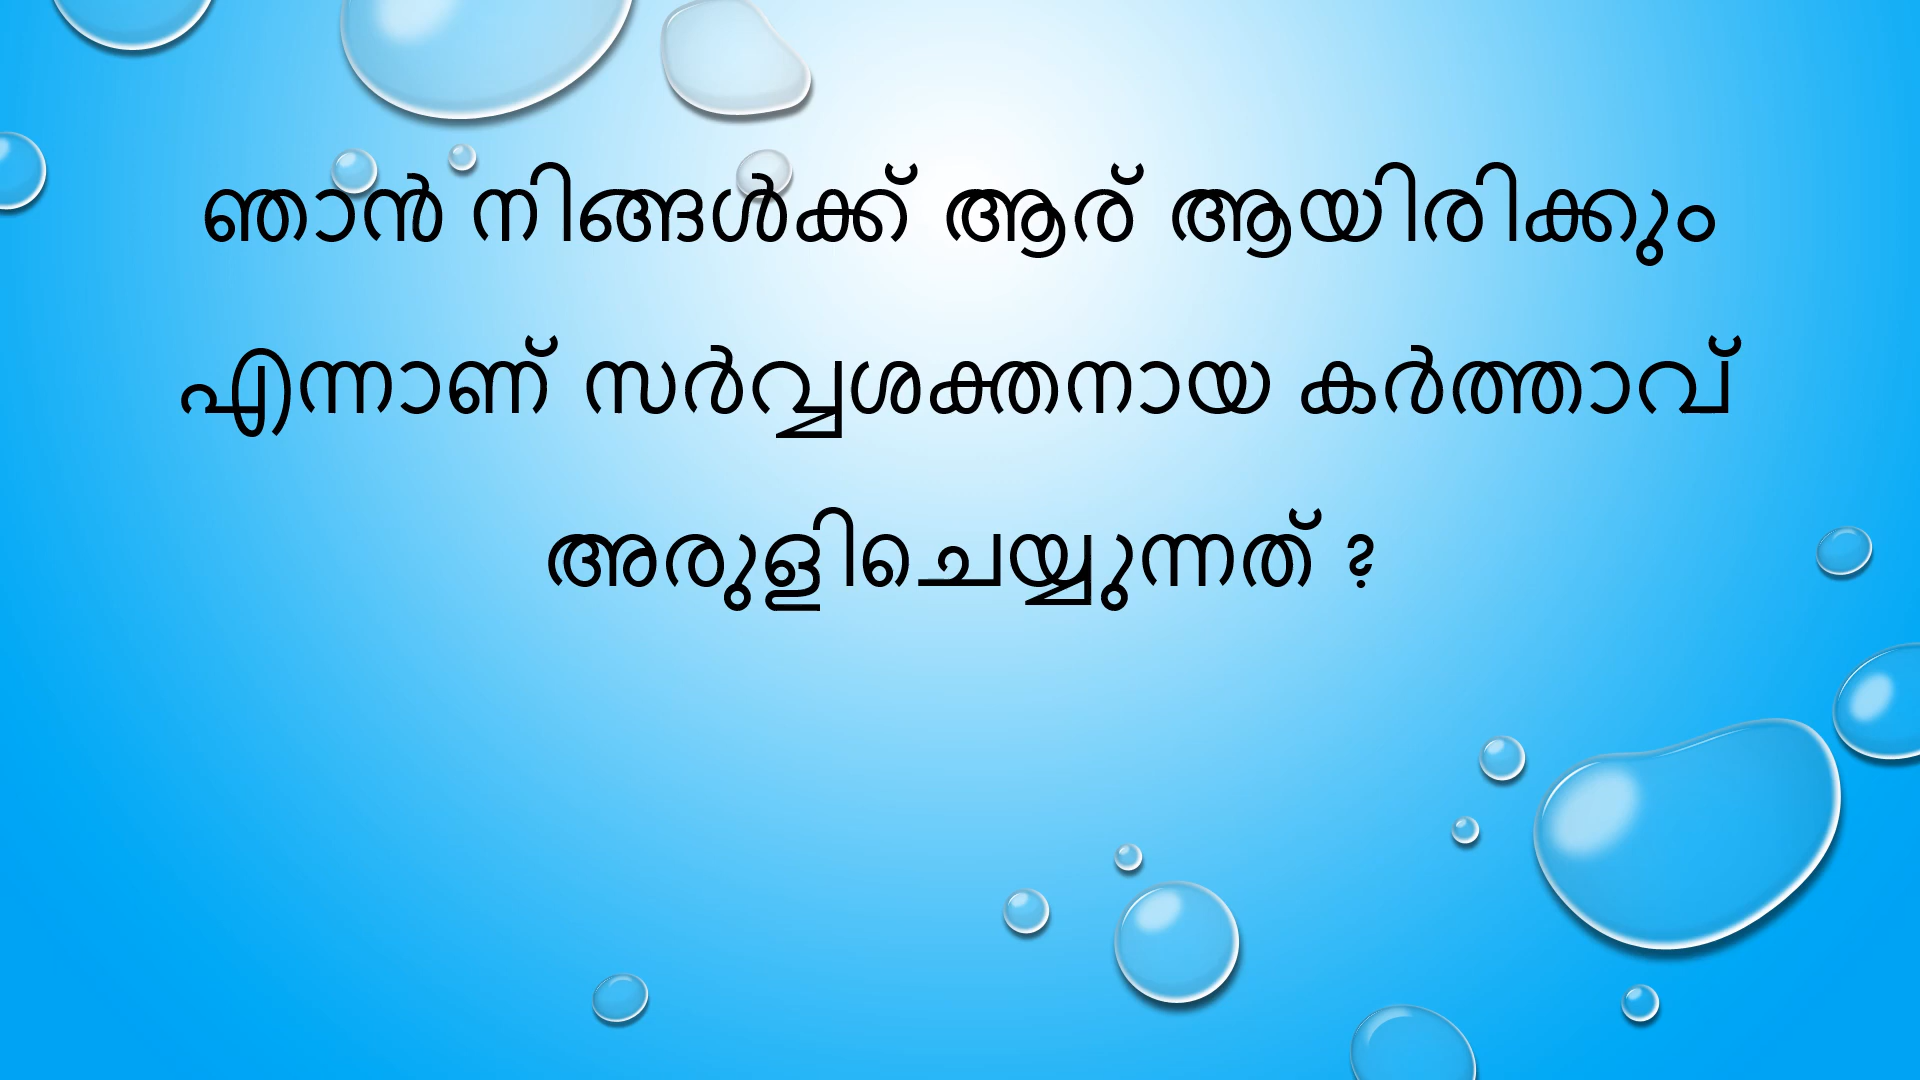 ഞാൻ നിങ്ങൾക്ക് ആര് ആയിരിക്കും
എന്നാണ് സർവ്വശക്തനായ കർത്താവ്
അരുളിചെയ്യുന്നത് ?